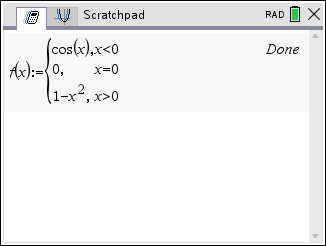 Scratchpad RAD
cos(x), x<0
f(x):= 0, x=0 Done
1-x², x>0